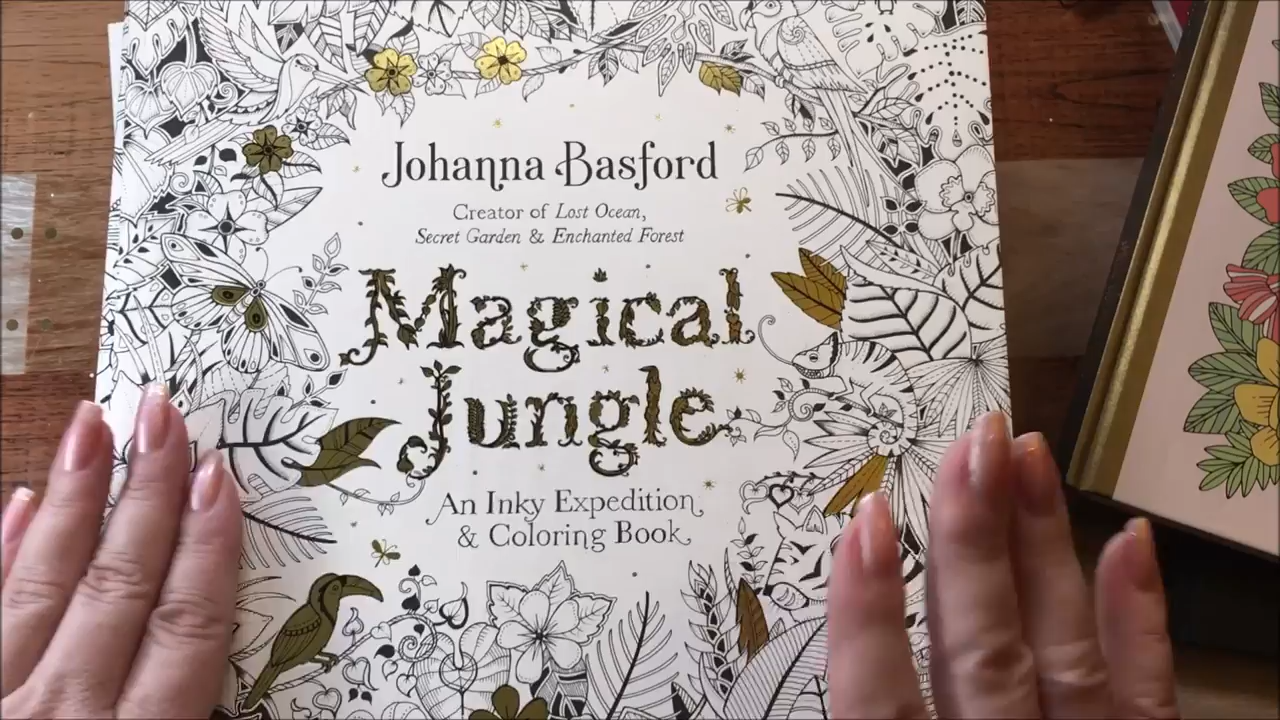 Johanna Basford
Creator of Lost Ocean,
Secret Garden & Enchanted Forest
Magical
Jungle
An Inky Expedition
& Coloring Book